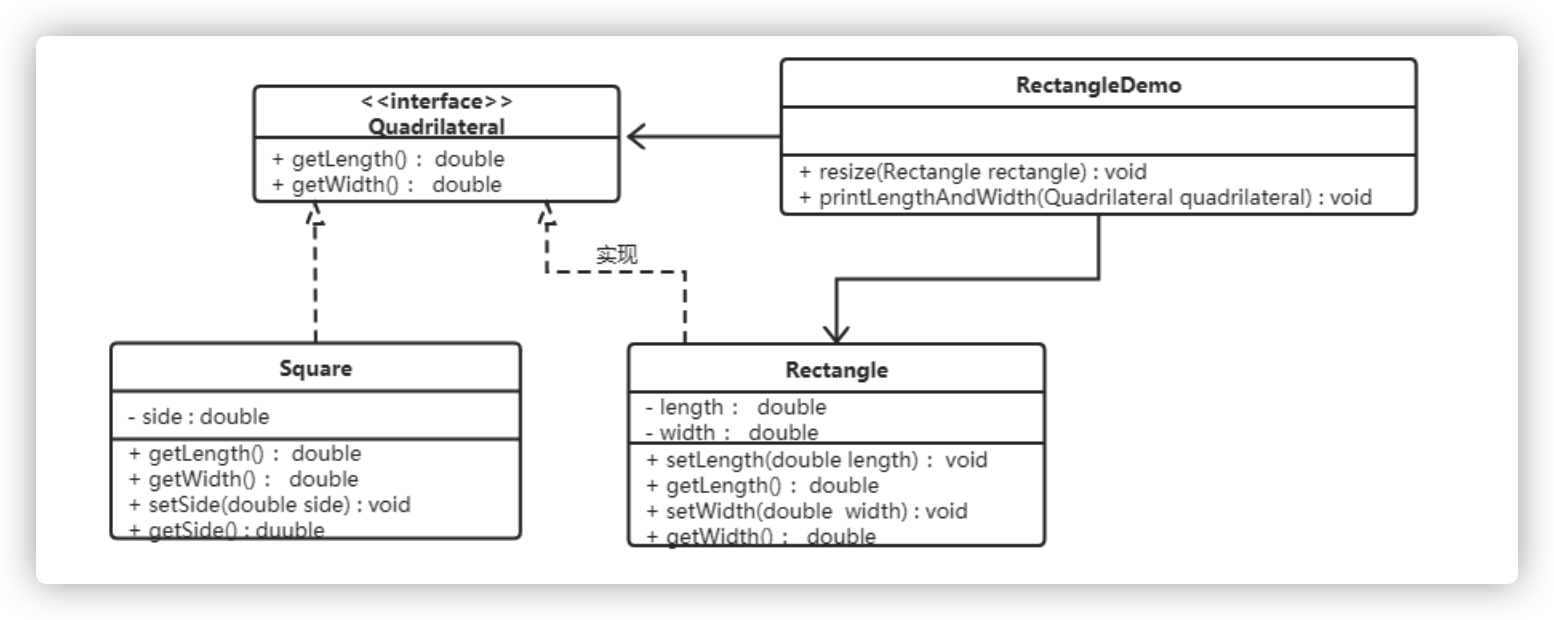 <<interface>>
Quadrilateral
+ getLength() : double
+ getWidth() : double
RectangleDemo
+ resize(Rectangle rectangle) : void
+ printLengthAndWidth(Quadrilateral quadrilateral) : void
实现
Square
- side : double
+ getLength() : double
+ getWidth() : double
+ setSide(double side) : void
+ getSide() : duuble
Rectangle
- length : double
- width : double
+ setLength(double length) : void
+ getLength() : double
+ setWidth(double width) : void
+ getWidth() : double